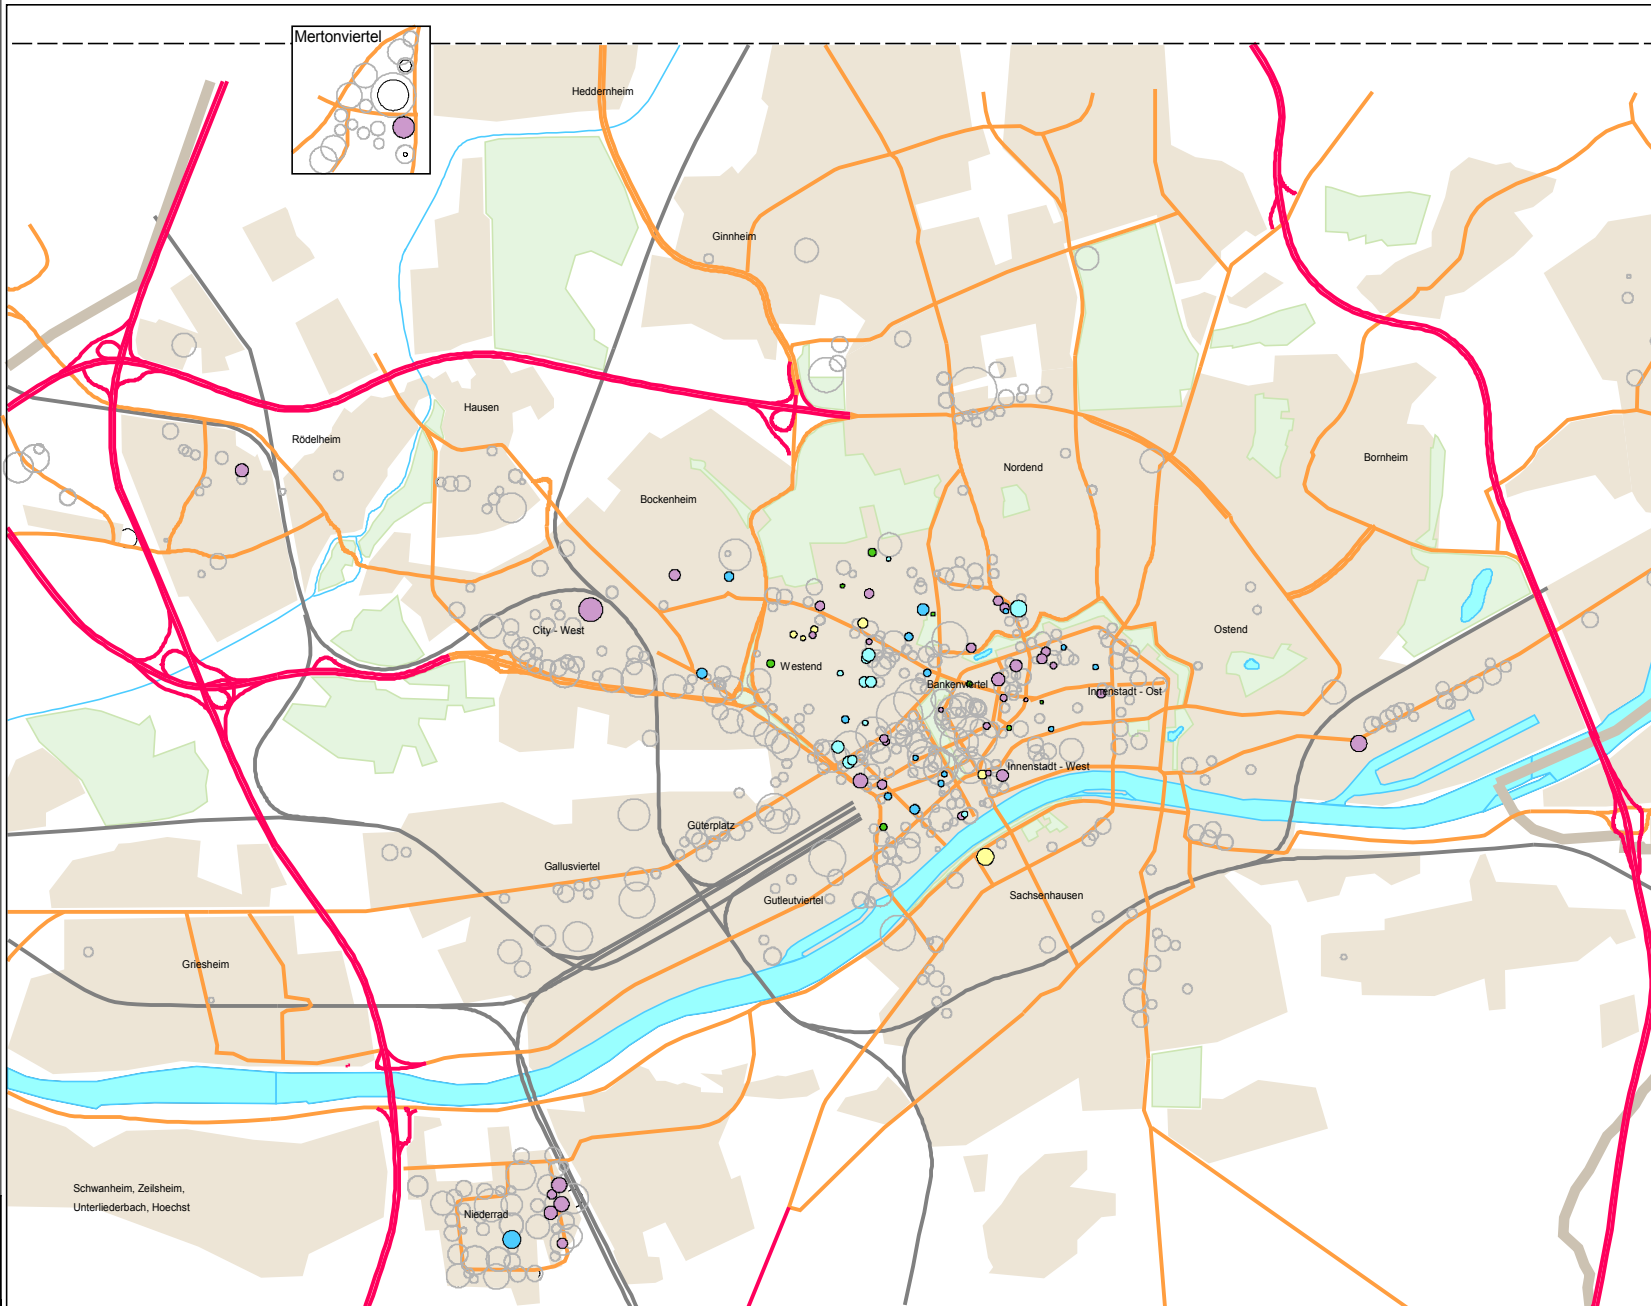 Mertonviertel
Heddernheim
Ginnheim
Hausen
Rödelheim
Bockenheim
Nordend
Bornheim
City - West
Westend
Ostend
Bankenviertel
Innenstadt - Ost
Innenstadt - West
Güterplatz
Gallusviertel
Gutleutviertel
Sachsenhausen
Griesheim
Schwanheim, Zeilsheim,
Unterliederbach, Hoechst
Niederrad